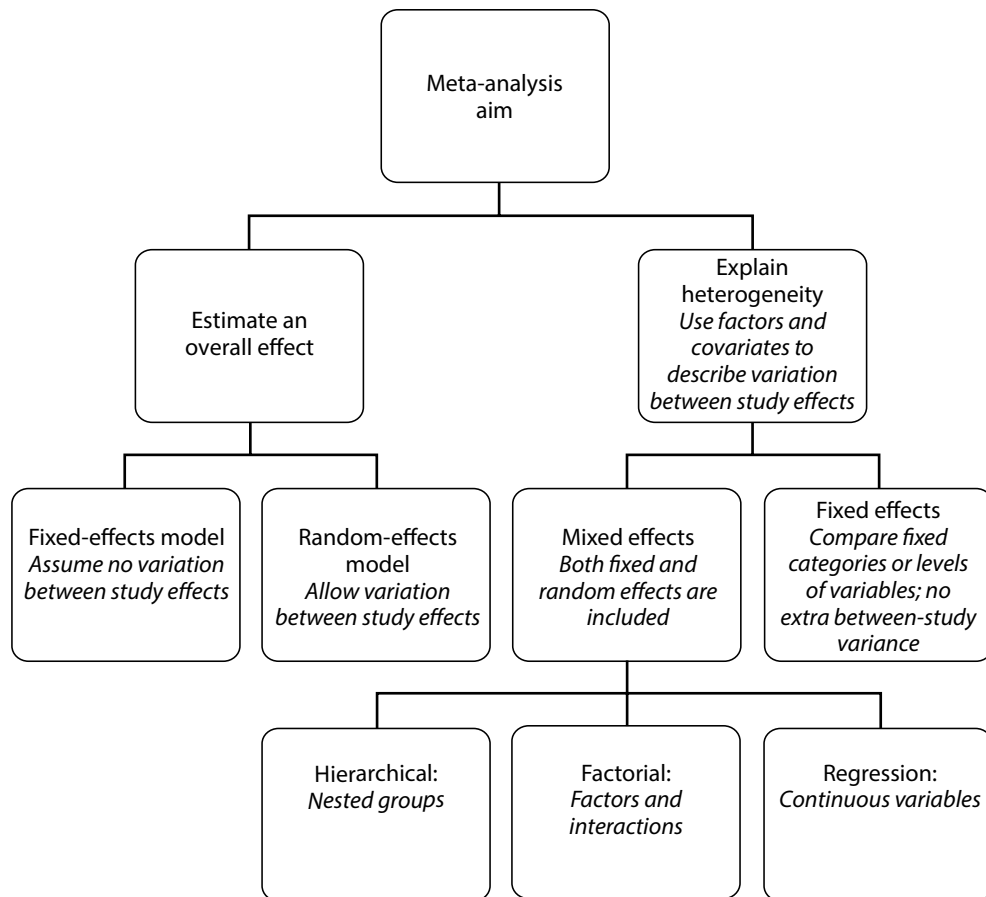 Meta-analysis
aim
Estimate an
overall effect
Explain
heterogeneity
Use factors and
covariates to
describe variation
between study effects
Fixed-effects model
Assume no variation
between study effects
Random-effects
model
Allow variation
between study effects
Mixed effects
Both fixed and
random effects are
included
Fixed effects
Compare fixed
categories or levels
of variables; no
extra between-study
variance
Hierarchical:
Nested groups
Factorial:
Factors and
interactions
Regression:
Continuous variables